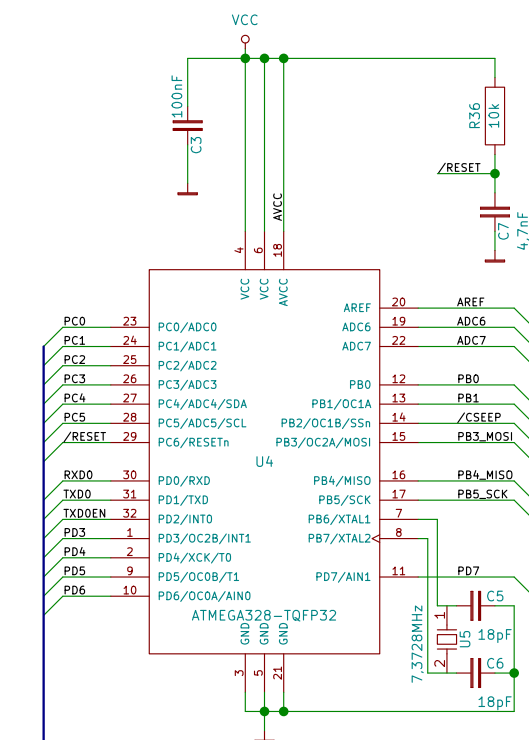 VCC
100nF
C3
R36
10k
/RESET
C7
4,7nF
AVCC
4
6
18
VCC
VCC
AVCC
PC0 23 PC0/ADC0
PC1 24 PC1/ADC1
PC2 25 PC2/ADC2
PC3 26 PC3/ADC3
PC4 27 PC4/ADC4/SDA
PC5 28 PC5/ADC5/SCL
/RESET 29 PC6/RESETn
RXD0 30 PD0/RXD
TXD0 31 PD1/TXD
TXD0EN 32 PD2/INT0
PD3 1 PD3/OC2B/INT1
PD4 2 PD4/XCK/T0
PD5 9 PD5/OC0B/T1
PD6 10 PD6/OC0A/AIN0
AREF 20 AREF
ADC6 19 ADC6
ADC7 22 ADC7
PB0 12 PB0
PB1/OC1A 13 PB1
PB2/OC1B/SSn 14 /CSEEP
PB3/OC2A/MOSI 15 PB3_MOSI
U4
PB4/MISO 16 PB4_MISO
PB5/SCK 17 PB5_SCK
PB6/XTAL1 7
PB7/XTAL2 8
PD7/AIN1 11 PD7
ATMEGA328-TQFP32
GND
GND
GND
3
5
21
7,3728MHz
1
2
U5
C5
18pF
C6
18pF